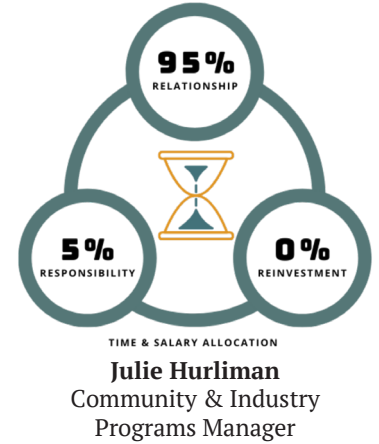 95%
RELATIONSHIP
5%
RESPONSIBILITY
0%
REINVESTMENT
TIME & SALARY ALLOCATION
Julie Hurliman
Community & Industry
Programs Manager